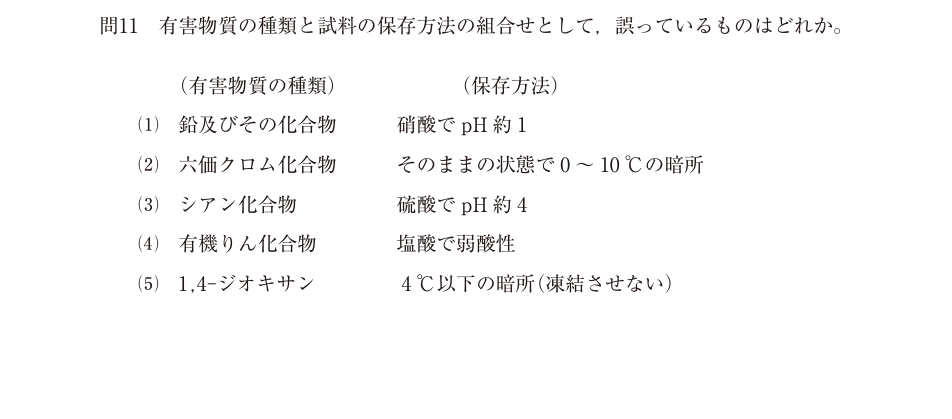 問11　有害物質の種類と試料の保存方法の組合せとして，誤っているものはどれか。
（有害物質の種類）　（保存方法）
⑴　鉛及びその化合物　硝酸で pH 約 1
⑵　六価クロム化合物　そのままの状態で 0 ～ 10 ℃の暗所
⑶　シアン化合物　硫酸で pH 約 4
⑷　有機りん化合物　塩酸で弱酸性
⑸　1,4-ジオキサン　4 ℃以下の暗所（凍結させない）